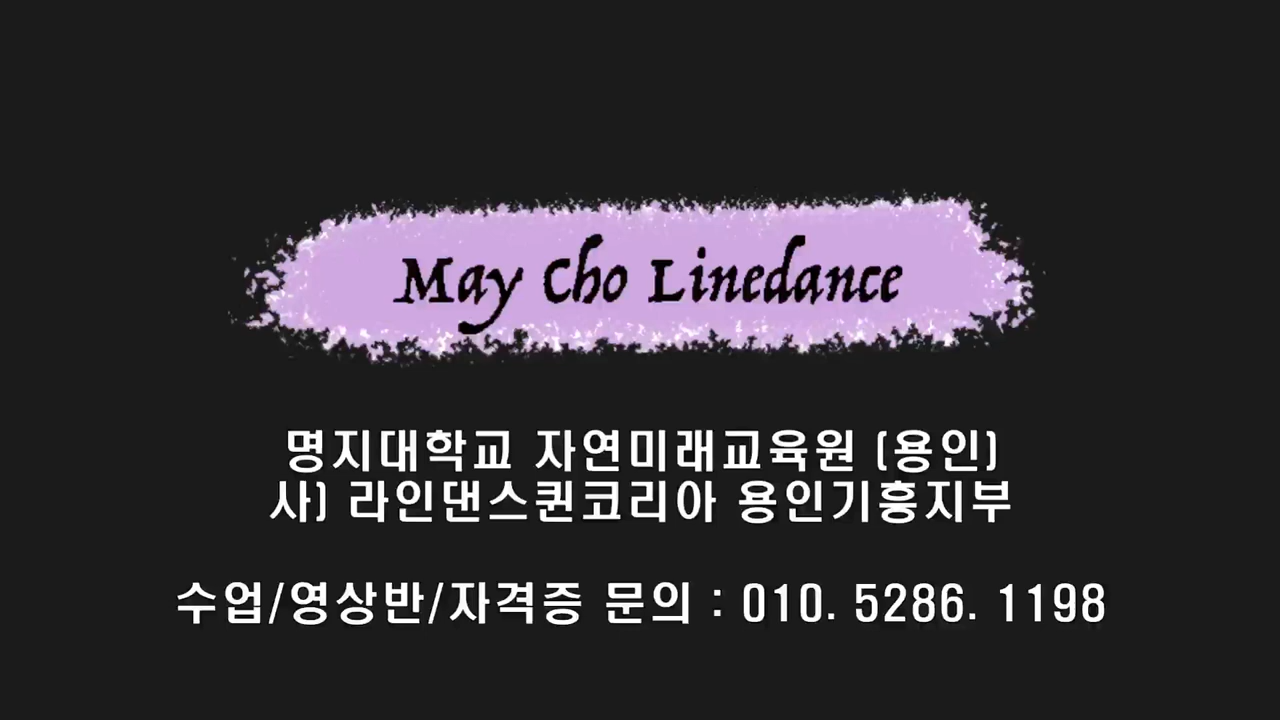 May Cho Linedance
명지대학교 자연미래교육원 (용인)
사) 라인댄스퀸코리아 용인기흥지부
수업/영상반/자격증 문의 : 010. 5286. 1198